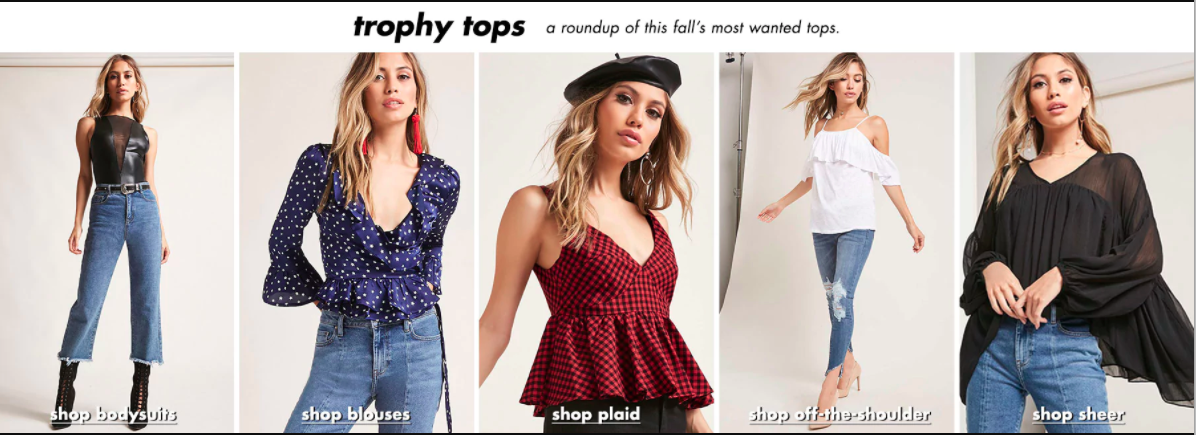 trophy tops a roundup of this fall's most wanted tops.
shop bodysuits
shop blouses
shop plaid
shop off-the-shoulder
shop sheer